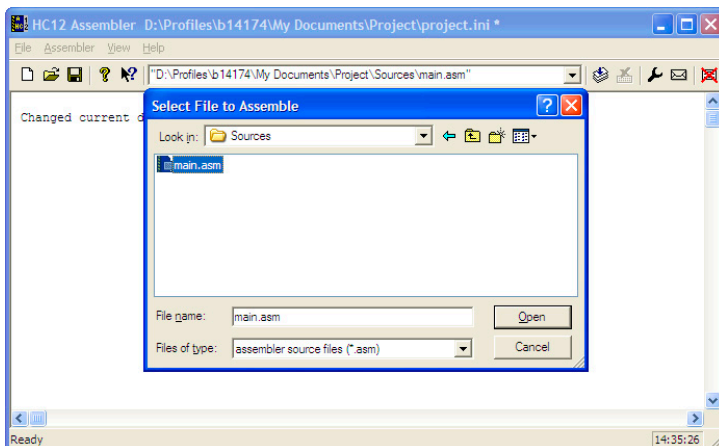 HC12 Assembler D:\Profiles\b14174\My Documents\Project\project.ini *
File Assembler View Help
"D:\Profiles\b14174\My Documents\Project\Sources\main.asm"
Changed current d
Select File to Assemble
Look in: Sources
main.asm
File name: main.asm Open
Files of type: assembler source files (*.asm) Cancel
Ready 14:35:26